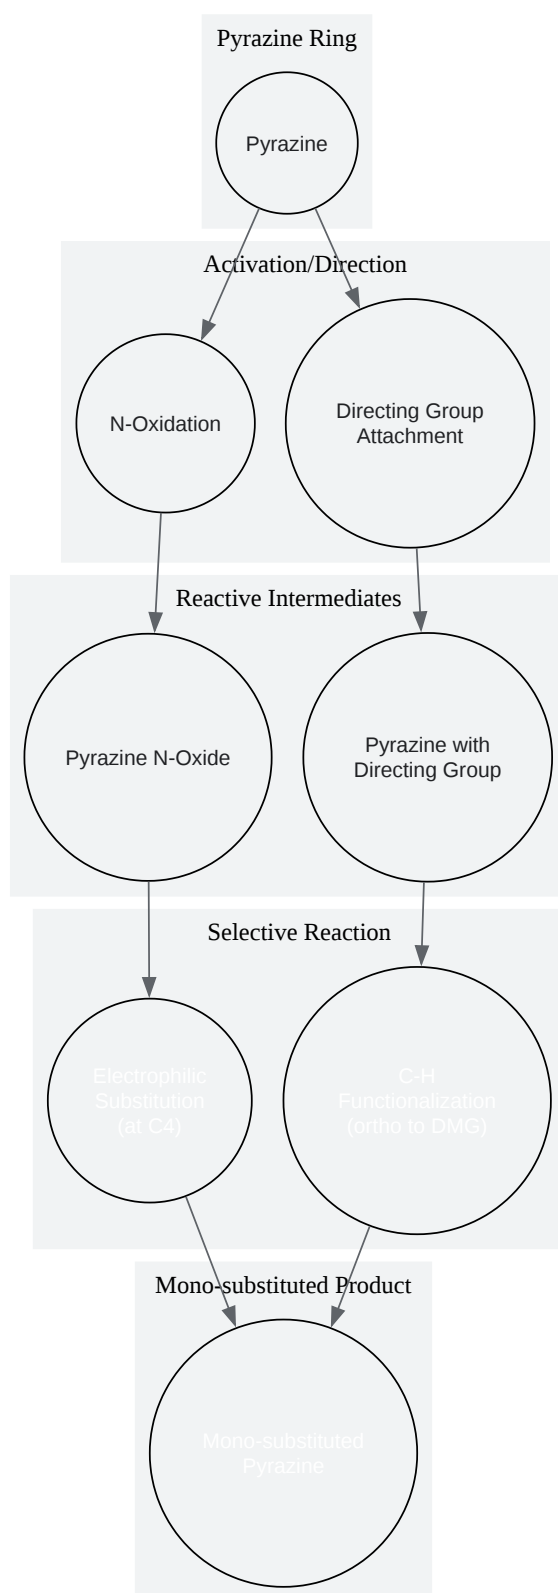 Pyrazine Ring
Pyrazine
Activation/Direction
N-Oxidation
Directing Group
Attachment
Reactive Intermediates
Pyrazine N-Oxide
Pyrazine with
Directing Group
Selective Reaction
Electrophilic
Substitution
(at C4)
C-H
Functionalization
(ortho to DMG)
Mono-substituted Product
Mono-substituted
Pyrazine